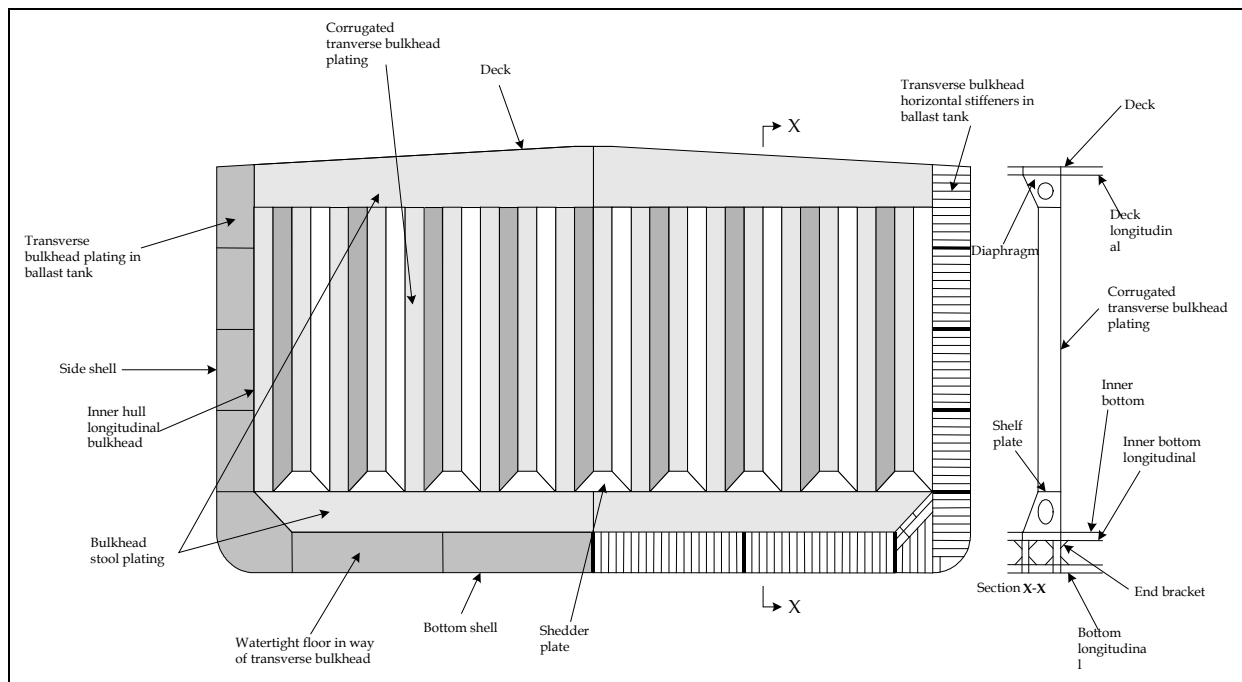 Corrugated
tranverse bulkhead
plating
Deck
Transverse
bulkhead
horizontal stiffeners in
ballast tank
X
Deck
Transverse
bulkhead plating in
ballast tank
Deck
longitudin
al
Diaphragm
Corrugated
transverse bulkhead
plating
Side shell
Inner
bottom
Inner hull
longitudinal
bulkhead
Shelf
plate
Inner bottom
longitudinal
Bulkhead
stool plating
Section X-X
End bracket
X
Bottom shell
Shedder
plate
Watertight floor in way
of transverse bulkhead
Bottom
longitudina
l